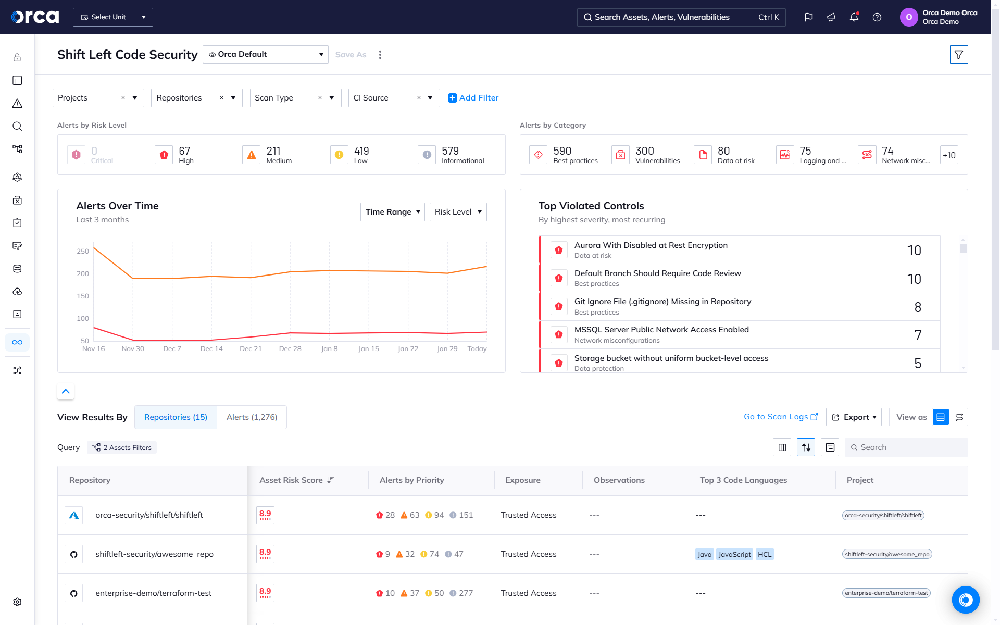 orca
Select Unit
Search Assets, Alerts, Vulnerabilities Ctrl K
O
Orca Demo Orca
Orca Demo
Shift Left Code Security
Orca Default
Save As
Projects
Repositories
Scan Type
CI Source
Add Filter
Alerts by Risk Level
0
Critical
67
High
211
Medium
419
Low
579
Informational
Alerts by Category
590
Best practices
300
Vulnerabilities
80
Data at risk
75
Logging and ...
74
Network misc...
+10
Alerts Over Time
Last 3 months
Time Range
Risk Level
250
200
150
100
50
Nov 16 Nov 30 Dec 7 Dec 14 Dec 21 Dec 28 Jan 8 Jan 15 Jan 22 Jan 29 Today
Top Violated Controls
By highest severity, most recurring
Aurora With Disabled at Rest Encryption
Data at risk
10
Default Branch Should Require Code Review
Best practices
10
Git Ignore File (.gitignore) Missing in Repository
Best practices
8
MSSQL Server Public Network Access Enabled
Network misconfigurations
7
Storage bucket without uniform bucket-level access
Data protection
5
View Results By
Repositories (15)
Alerts (1,276)
Go to Scan Logs
Export
View as
Query
2 Assets Filters
Search
Repository Asset Risk Score Alerts by Priority Exposure Observations Top 3 Code Languages Project
orca-security/shiftleft/shiftleft 8.9 28 63 94 151 Trusted Access --- --- orca-security/shiftleft/shiftleft
shiftleft-security/awesome_repo 8.9 9 32 74 47 Trusted Access --- Java JavaScript HCL shiftleft-security/awesome_repo
enterprise-demo/terraform-test 8.9 10 37 50 277 Trusted Access --- --- enterprise-demo/terraform-test